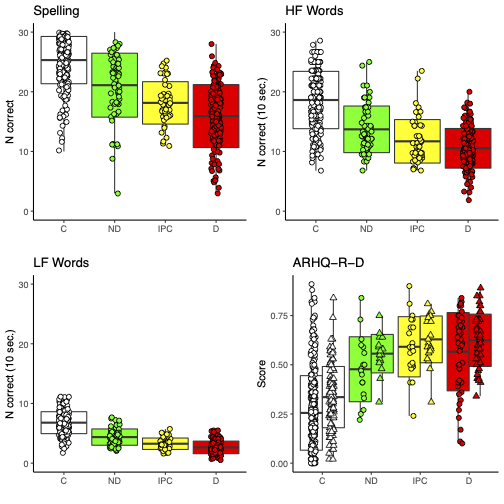 Spelling
N correct
30
20
10
0
C ND IPC D
HF Words
N correct (10 sec.)
30
20
10
0
C ND IPC D
LF Words
N correct (10 sec.)
30
20
10
0
C ND IPC D
ARHQ−R−D
Score
0.75
0.50
0.25
0.00
C ND IPC D